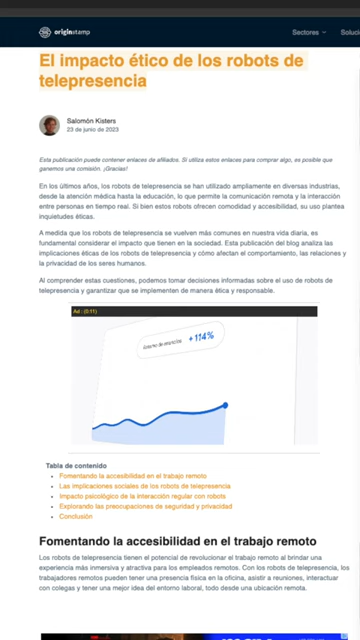 originstamp
Sectores
Soluci
El impacto ético de los robots de
telepresencia
Salomón Kisters
23 de junio de 2023
Esta publicación puede contener enlaces de afiliados. Si utiliza estos enlaces para comprar algo, es posible que
ganemos una comisión. ¡Gracias!
En los últimos años, los robots de telepresencia se han utilizado ampliamente en diversas industrias,
desde la atención médica hasta la educación, lo que permite la comunicación remota y la interacción
entre personas en tiempo real. Si bien estos robots ofrecen comodidad y accesibilidad, su uso plantea
inquietudes éticas.
A medida que los robots de telepresencia se vuelven más comunes en nuestra vida diaria, es
fundamental considerar el impacto que tienen en la sociedad. Esta publicación del blog analiza las
implicaciones éticas de los robots de telepresencia y cómo afectan el comportamiento, las relaciones y
la privacidad de los seres humanos.
Al comprender estas cuestiones, podemos tomar decisiones informadas sobre el uso de robots de
telepresencia y garantizar que se implementen de manera ética y responsable.
Ad - (0:11)
+114%
Tabla de contenido
Fomentando la accesibilidad en el trabajo remoto
Las implicaciones sociales de los robots de telepresencia
Impacto psicológico de la interacción regular con robots
Explorando las preocupaciones de seguridad y privacidad
Conclusión
Fomentando la accesibilidad en el trabajo remoto
Los robots de telepresencia tienen el potencial de revolucionar el trabajo remoto al brindar una
experiencia más inmersiva y atractiva para los empleados remotos. Con los robots de telepresencia, los
trabajadores remotos pueden tener una presencia física en la oficina, asistir a reuniones, interactuar
con colegas y tener una mejor idea del entorno laboral, todo desde una ubicación remota.